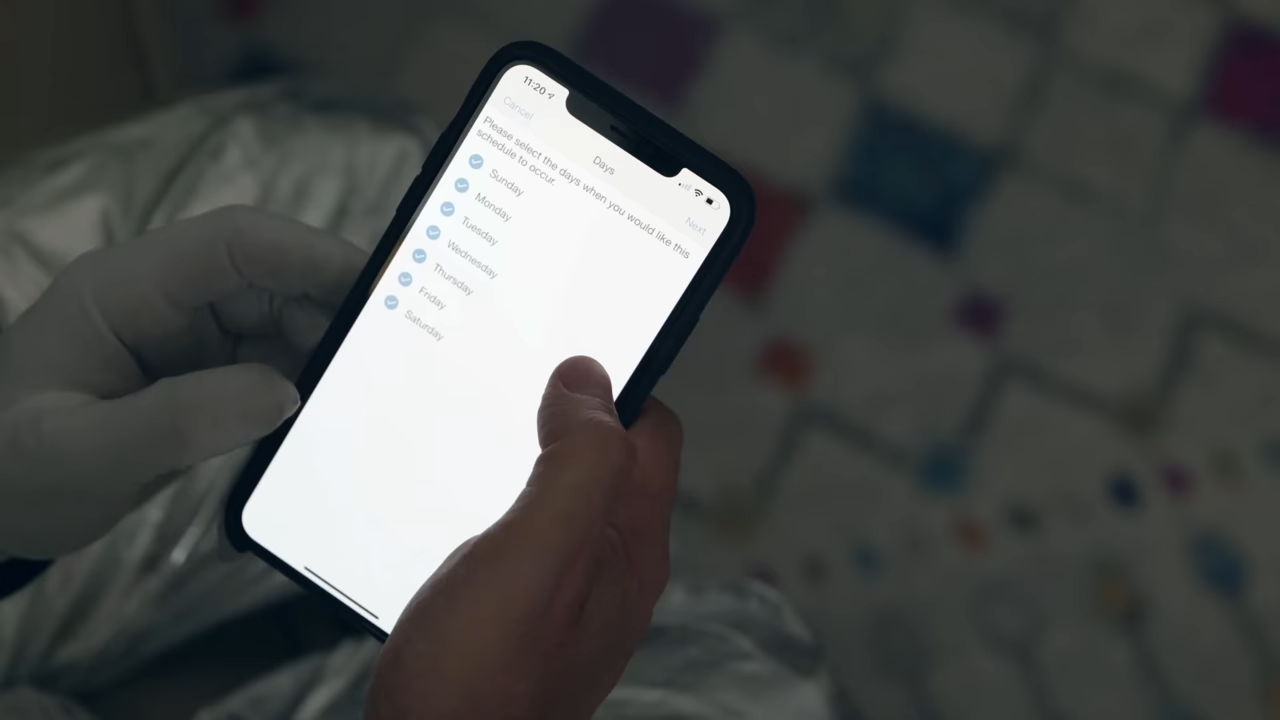 11:20
Cancel
Days
Next
Please select the days when you would like this
schedule to occur.
Sunday
Monday
Tuesday
Wednesday
Thursday
Friday
Saturday